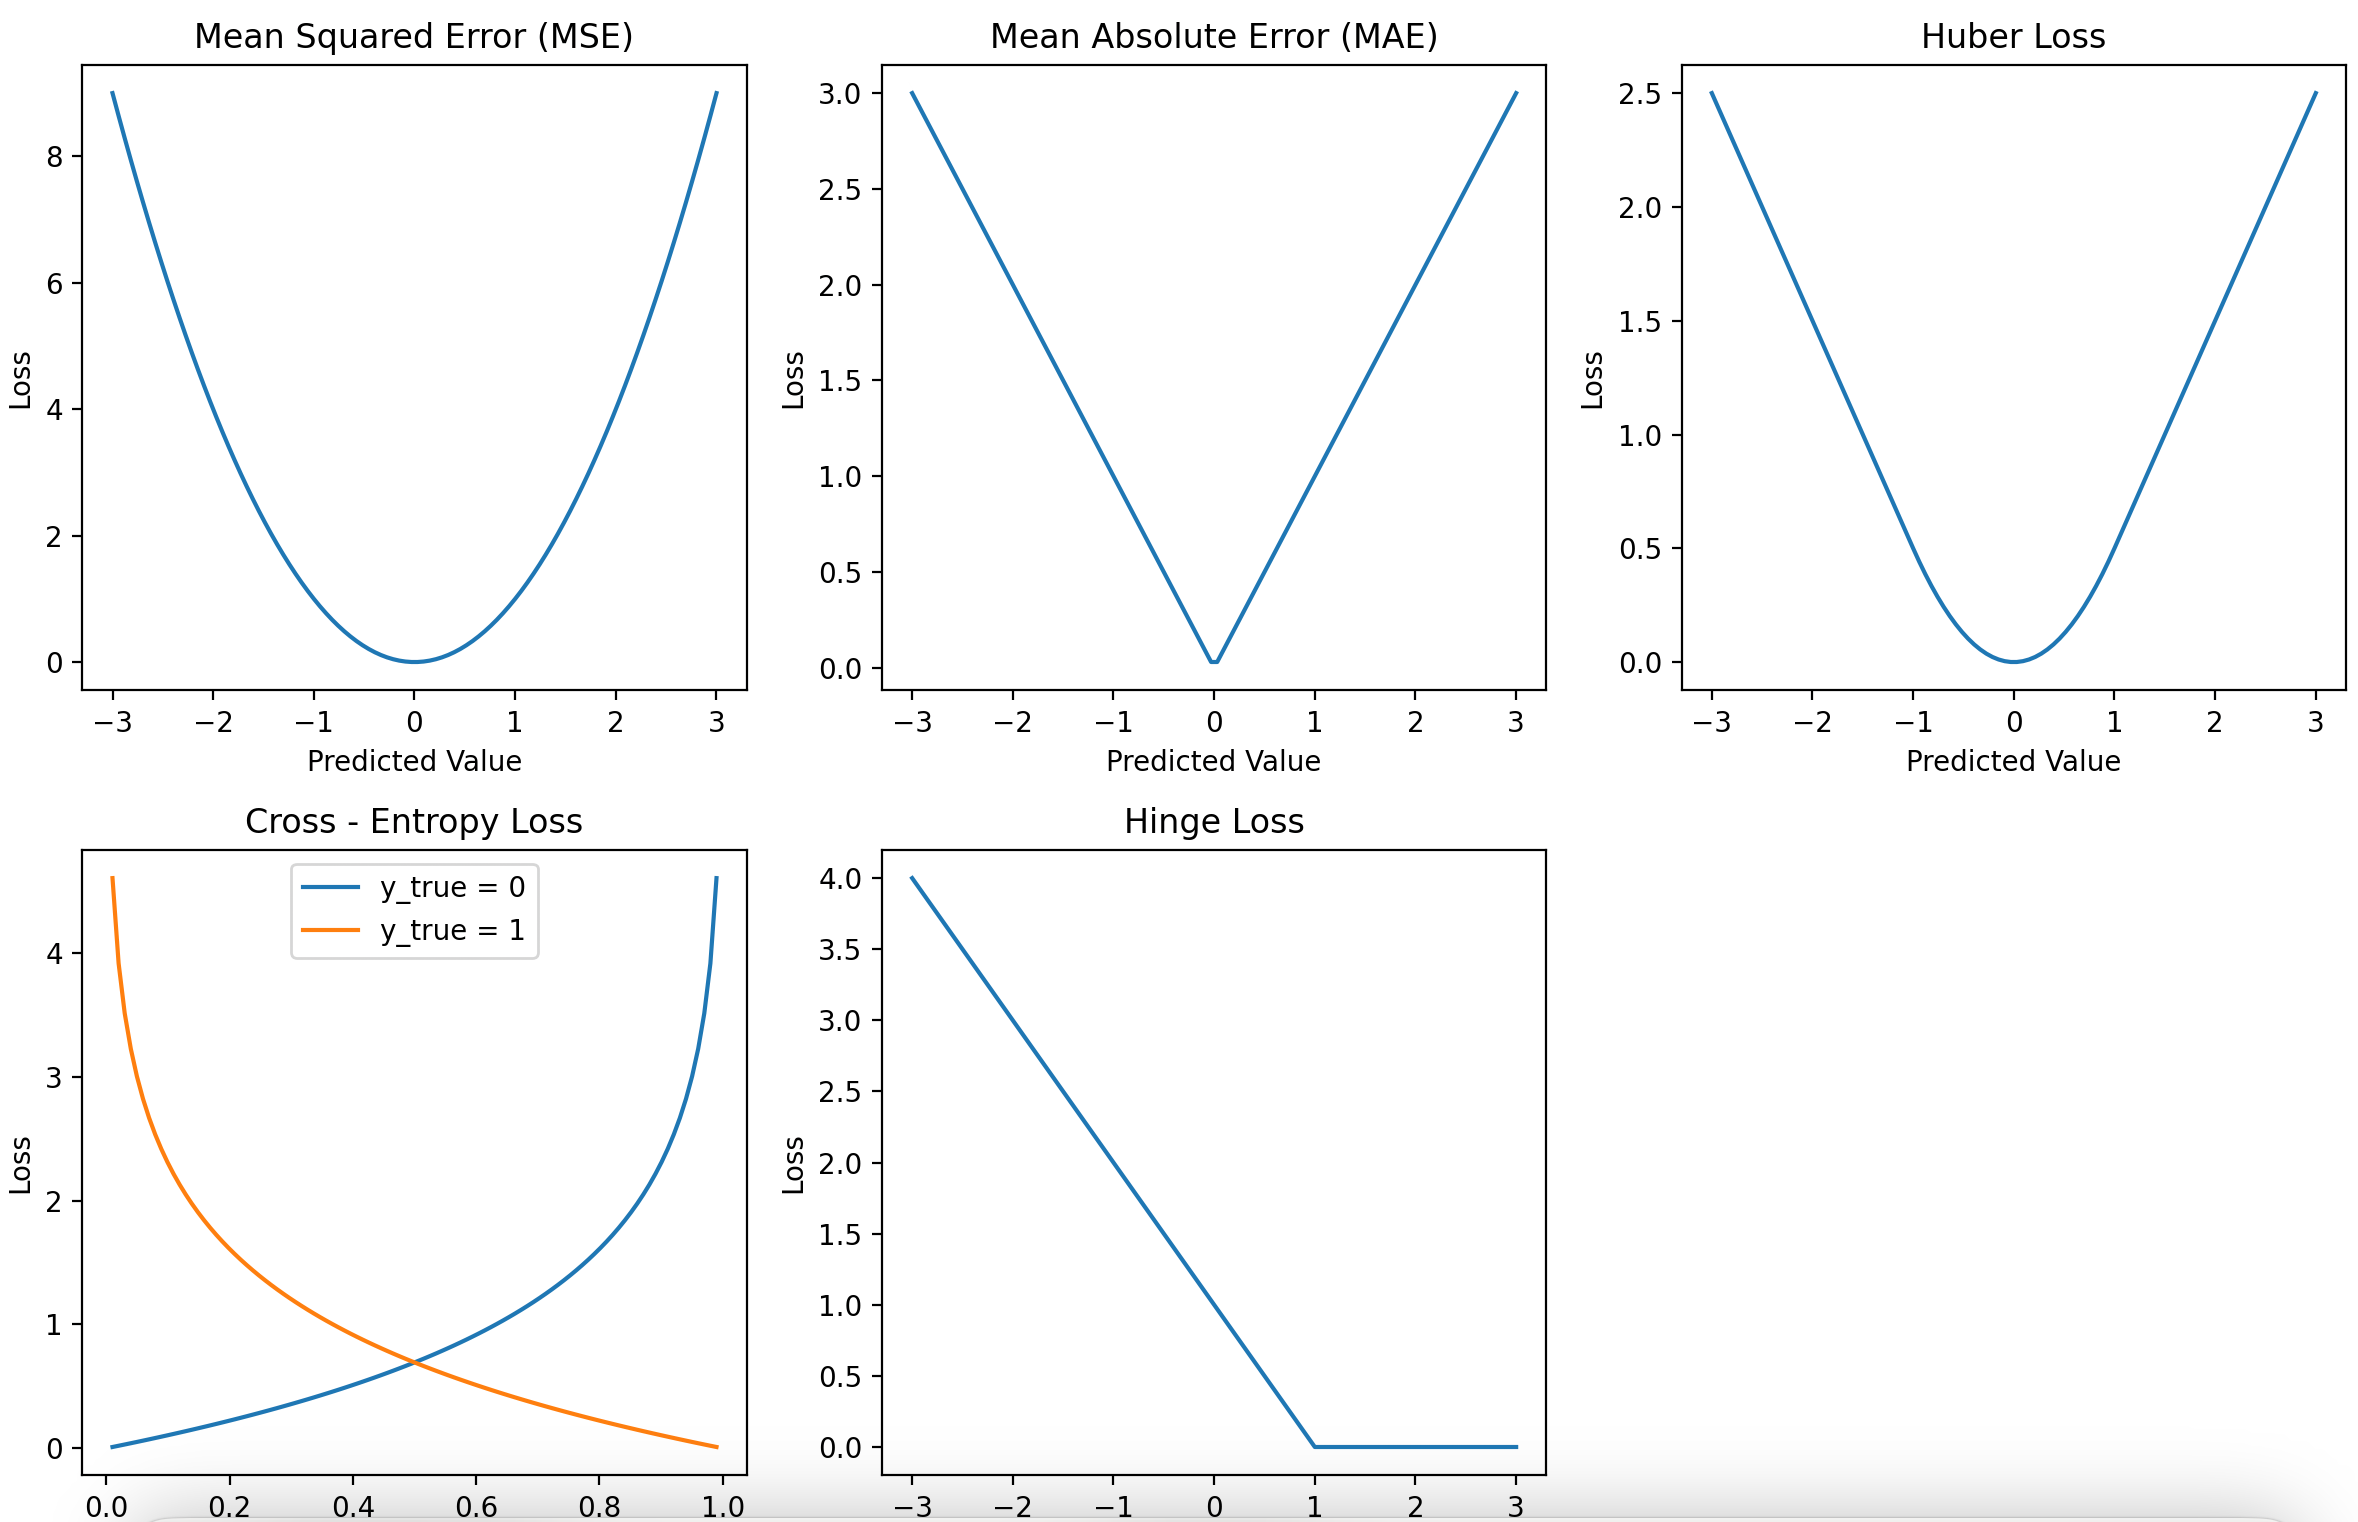 Mean Squared Error (MSE)
Loss
8
6
4
2
0
−3 −2 −1 0 1 2 3
Predicted Value
Mean Absolute Error (MAE)
Loss
3.0
2.5
2.0
1.5
1.0
0.5
0.0
−3 −2 −1 0 1 2 3
Predicted Value
Huber Loss
Loss
2.5
2.0
1.5
1.0
0.5
0.0
−3 −2 −1 0 1 2 3
Predicted Value
Cross - Entropy Loss
y_true = 0
y_true = 1
Loss
4
3
2
1
0
0.0 0.2 0.4 0.6 0.8 1.0
Hinge Loss
Loss
4.0
3.5
3.0
2.5
2.0
1.5
1.0
0.5
0.0
−3 −2 −1 0 1 2 3